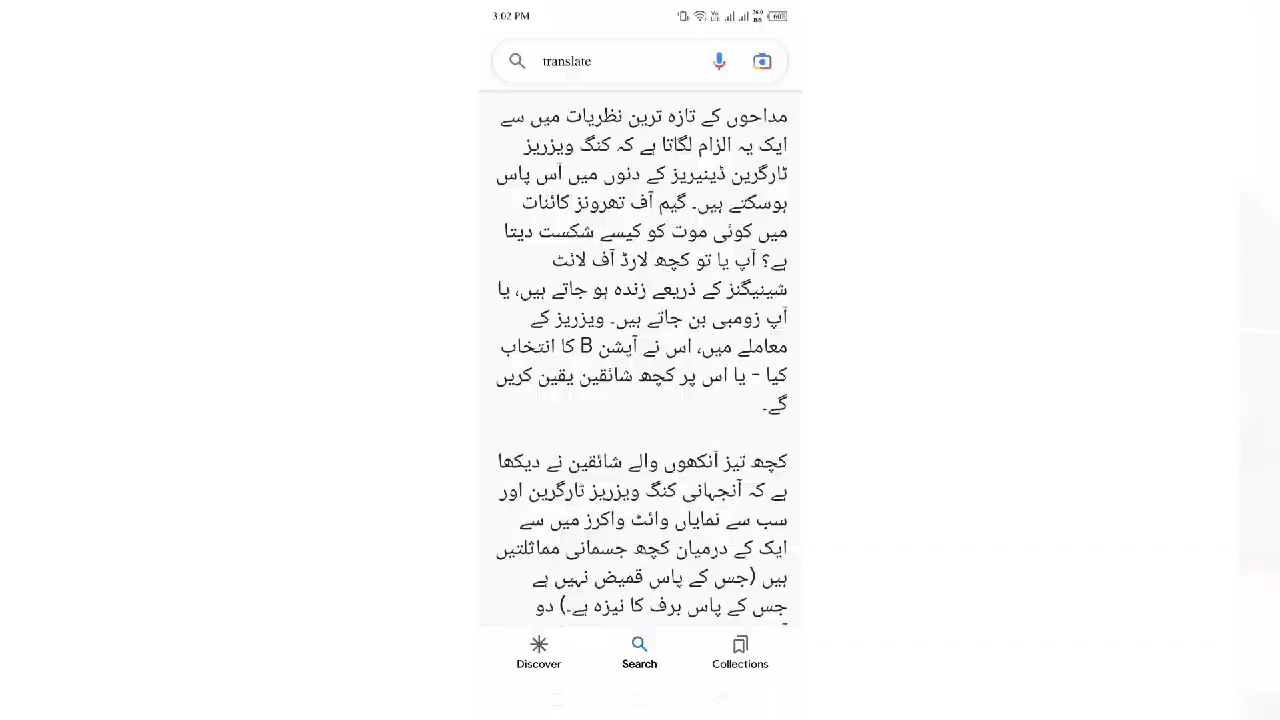 3:02 PM
translate
مداحوں کے تازہ ترین نظریات میں سے
ایک یہ الزام لگاتا ہے کہ کنگ ویزریز
ٹارگرین ڈینیریز کے دنوں میں آس پاس
ہوسکتے ہیں۔ گیم آف تھرونز کائنات
میں کوئی موت کو کیسے شکست دیتا
ہے؟ آپ یا تو کچھ لارڈ آف لائٹ
شینیگنز کے ذریعے زندہ ہو جاتے ہیں، یا
آپ زومبی بن جاتے ہیں۔ ویزریز کے
معاملے میں، اس نے آپشن B کا انتخاب
کیا – یا اس پر کچھ شائقین یقین کریں
گے۔
کچھ تیز آنکھوں والے شائقین نے دیکھا
ہے کہ آنجہانی کنگ ویزریز ٹارگرین اور
سب سے نمایاں وائٹ واکرز میں سے
ایک کے درمیان کچھ جسمانی مماثلتیں
ہیں (جس کے پاس قمیض نہیں ہے
جس کے پاس برف کا نیزہ ہے۔) دو
Discover
Search
Collections